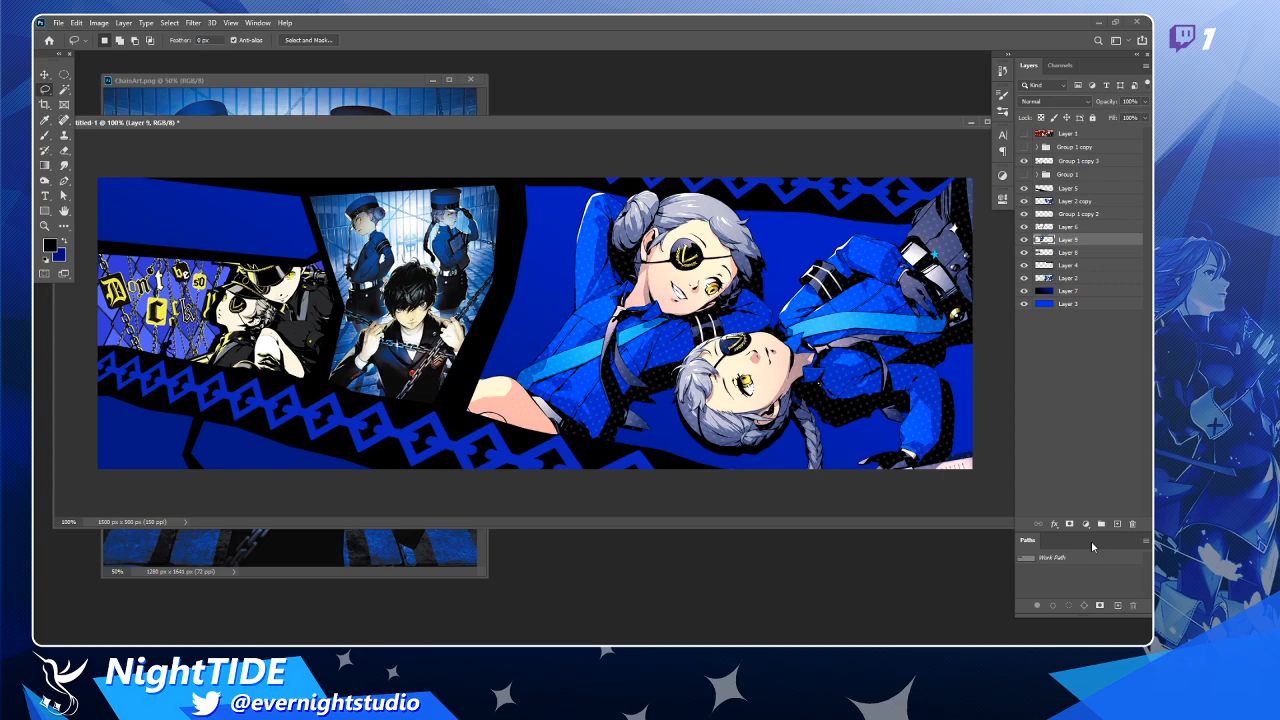 File Edit Image Layer Type Select Filter 3D View Window Help
Feather: 0 px Anti-alias Select and Mask...
1
ChainArt.png @ 50% (RGB/8)
titled-1 @ 100% (Layer 9, RGB/8) *
Don't be so
100% 1500 px x 500 px (150 ppi)
50% 1280 px x 1641 px (72 ppi)
Layers Channels
Kind
Normal Opacity: 100%
Lock: Fill: 100%
Layer 1
Group 1 copy
Group 1 copy 3
Group 1
Layer 5
Layer 2 copy
Group 1 copy 2
Layer 6
Layer 9
Layer 8
Layer 4
Layer 2
Layer 7
Layer 3
Paths
Work Path
NightTIDE
@evernightstudio